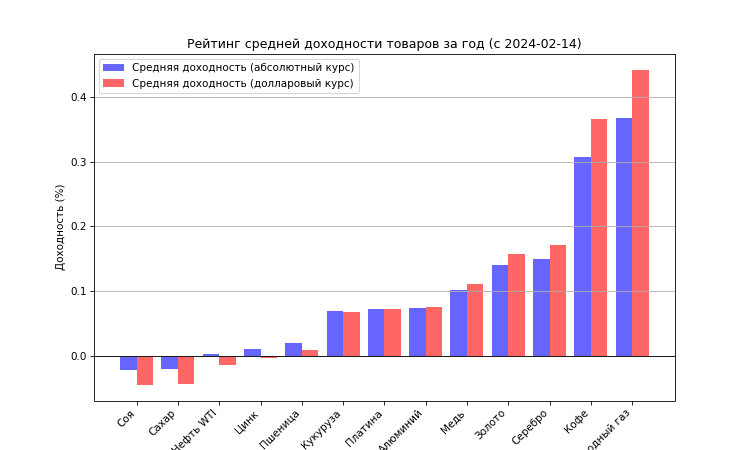 Рейтинг средней доходности товаров за год (с 2024-02-14)
Средняя доходность (абсолютный курс)
Средняя доходность (долларовый курс)
Доходность (%)
0.4
0.3
0.2
0.1
0.0
Соя
Сахар
Нефть WTI
Цинк
Пшеница
Кукуруза
Платина
Алюминий
Медь
Золото
Серебро
Кофе
одный газ